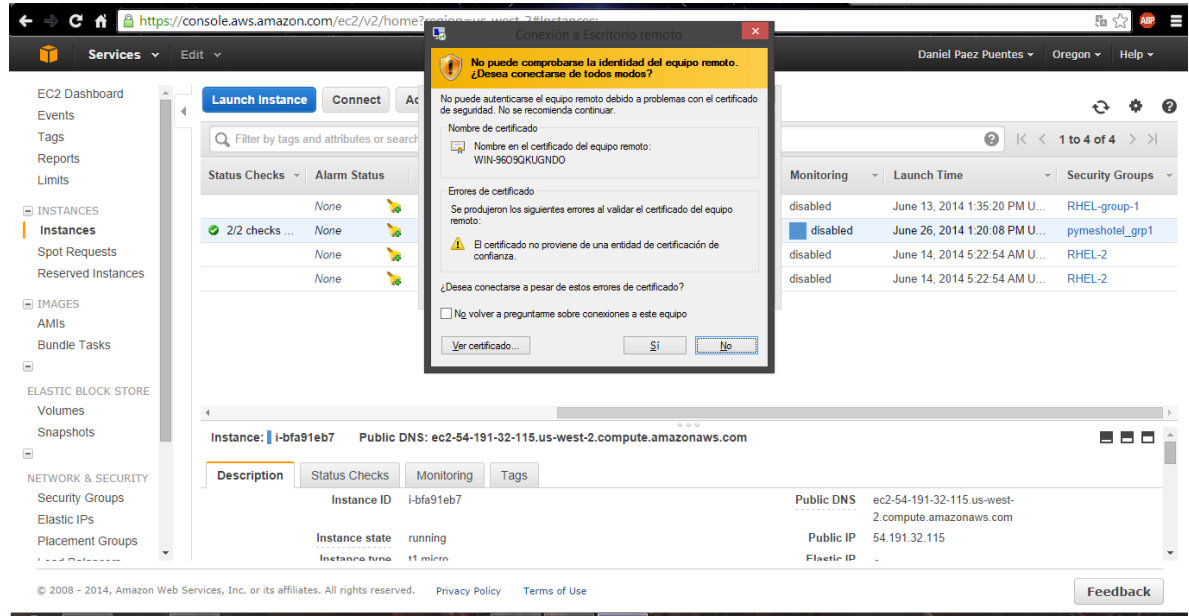 https://console.aws.amazon.com/ec2/v2/home?region=us-west-2#Instances:
ABP
Services Edit
Daniel Paez Puentes Oregon Help
Conexión a Escritorio remoto
No puede comprobarse la identidad del equipo remoto.
¿Desea conectarse de todos modos?
No puede autenticarse el equipo remoto debido a problemas con el certificado
de seguridad. No se recomienda continuar.
Nombre de certificado
Nombre en el certificado del equipo remoto:
WIN-96O9QKUGNDO
Errores de certificado
Se produjeron los siguientes errores al validar el certificado del equipo
remoto:
El certificado no proviene de una entidad de certificación de
confianza.
¿Desea conectarse a pesar de estos errores de certificado?
No volver a preguntarme sobre conexiones a este equipo
Ver certificado... Sí No
EC2 Dashboard
Events
Tags
Reports
Limits
INSTANCES
Instances
Spot Requests
Reserved Instances
IMAGES
AMIs
Bundle Tasks
ELASTIC BLOCK STORE
Volumes
Snapshots
NETWORK & SECURITY
Security Groups
Elastic IPs
Placement Groups
Load Balancers
Launch Instance Connect Ac
Filter by tags and attributes or search
1 to 4 of 4
Status Checks Alarm Status Monitoring Launch Time Security Groups
None disabled June 13, 2014 1:35:20 PM U... RHEL-group-1
2/2 checks ... None disabled June 26, 2014 1:20:08 PM U... pymeshotel_grp1
None disabled June 14, 2014 5:22:54 AM U... RHEL-2
None disabled June 14, 2014 5:22:54 AM U... RHEL-2
Instance: i-bfa91eb7 Public DNS: ec2-54-191-32-115.us-west-2.compute.amazonaws.com
Description Status Checks Monitoring Tags
Instance ID i-bfa91eb7 Public DNS ec2-54-191-32-115.us-west-
2.compute.amazonaws.com
Instance state running Public IP 54.191.32.115
Instance type t1.micro Elastic IP -
© 2008 - 2014, Amazon Web Services, Inc. or its affiliates. All rights reserved. Privacy Policy Terms of Use
Feedback